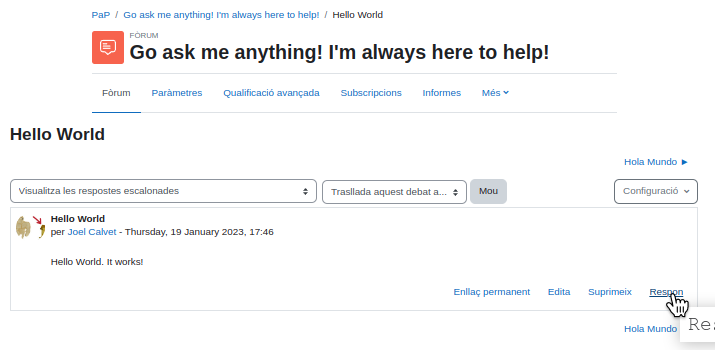 PaP / Go ask me anything! I'm always here to help! / Hello World
FÒRUM
Go ask me anything! I'm always here to help!
Fòrum Paràmetres Qualificació avançada Subscripcions Informes Més
Hello World
Hola Mundo ►
Visualitza les respostes escalonades Trasllada aquest debat a... Mou Configuració
Hello World
per Joel Calvet - Thursday, 19 January 2023, 17:46
Hello World. It works!
Enllaç permanent Edita Suprimeix Respon
Hola Mundo